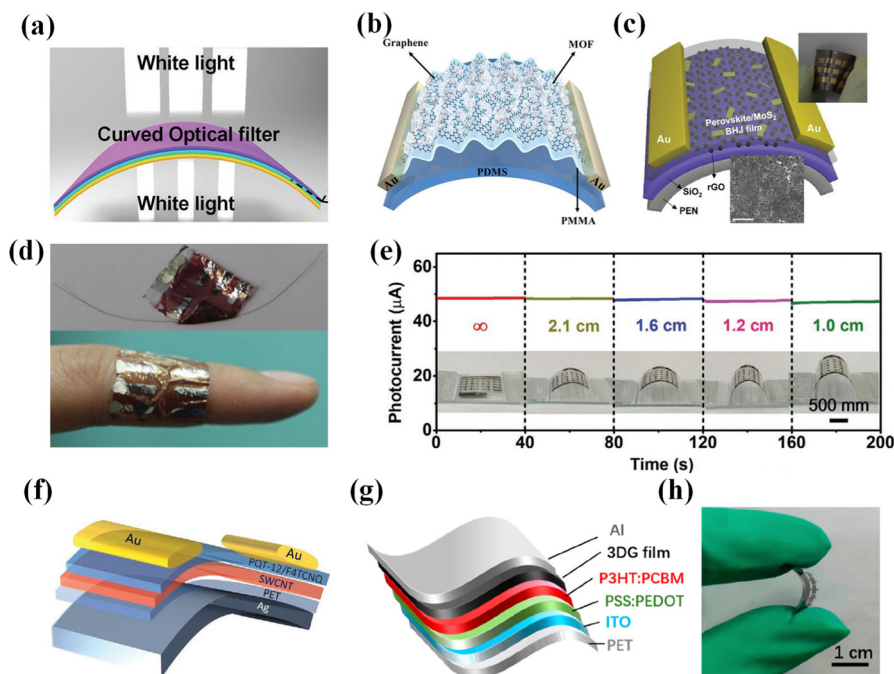 (a)
White light
Curved Optical filter
White light
(b)
Graphene
MOF
Au
PDMS
Au
PMMA
(c)
Au
Perovskite/MoS2
BHJ film
Au
SiO2
rGO
PEN
(d)
(e)
Photocurrent (μA)
60
40
20
0
∞
2.1 cm
1.6 cm
1.2 cm
1.0 cm
500 mm
0
40
80
120
160
200
Time (s)
(f)
Au
Au
PQT-12/F4TCNQ
SWCNT
PET
Ag
(g)
Al
3DG film
P3HT:PCBM
PSS:PEDOT
ITO
PET
(h)
1 cm